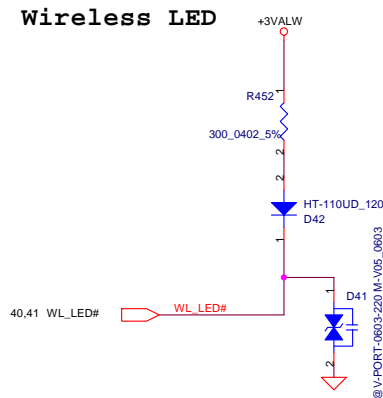 Wireless LED
+3VALW
1
R452
300_0402_5%
2
2
HT-110UD_120
D42
1
1
D41
40,41 WL_LED#
WL_LED#
2
@V-PORT-0603-220 M-V05_0603